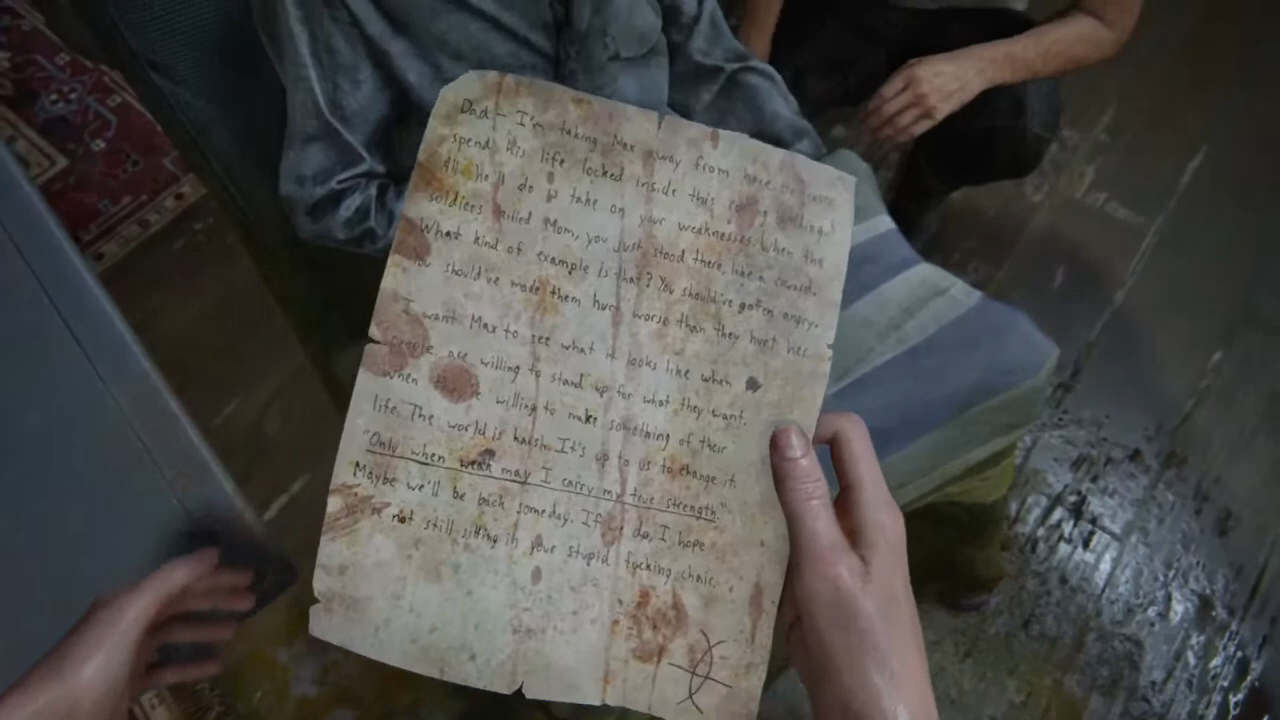 Dad – I'm taking Max away from here.
spend his life locked inside this
All he'll do is take on your weaknesses. When the
soldiers killed Mom, you just stood there, like a coward.
What kind of example is that? You should've gotten angry.
You should've made them hurt worse than they hurt her.
I want Max to see what it looks like when
people are willing to stand up for what they want.
When willing to make something of their
life. The world is harsh. It's up to us to change it.
"Only when weak may I carry my true strength."
Maybe we'll be back someday. If we do, I hope
not still sitting in your stupid fucking chair.